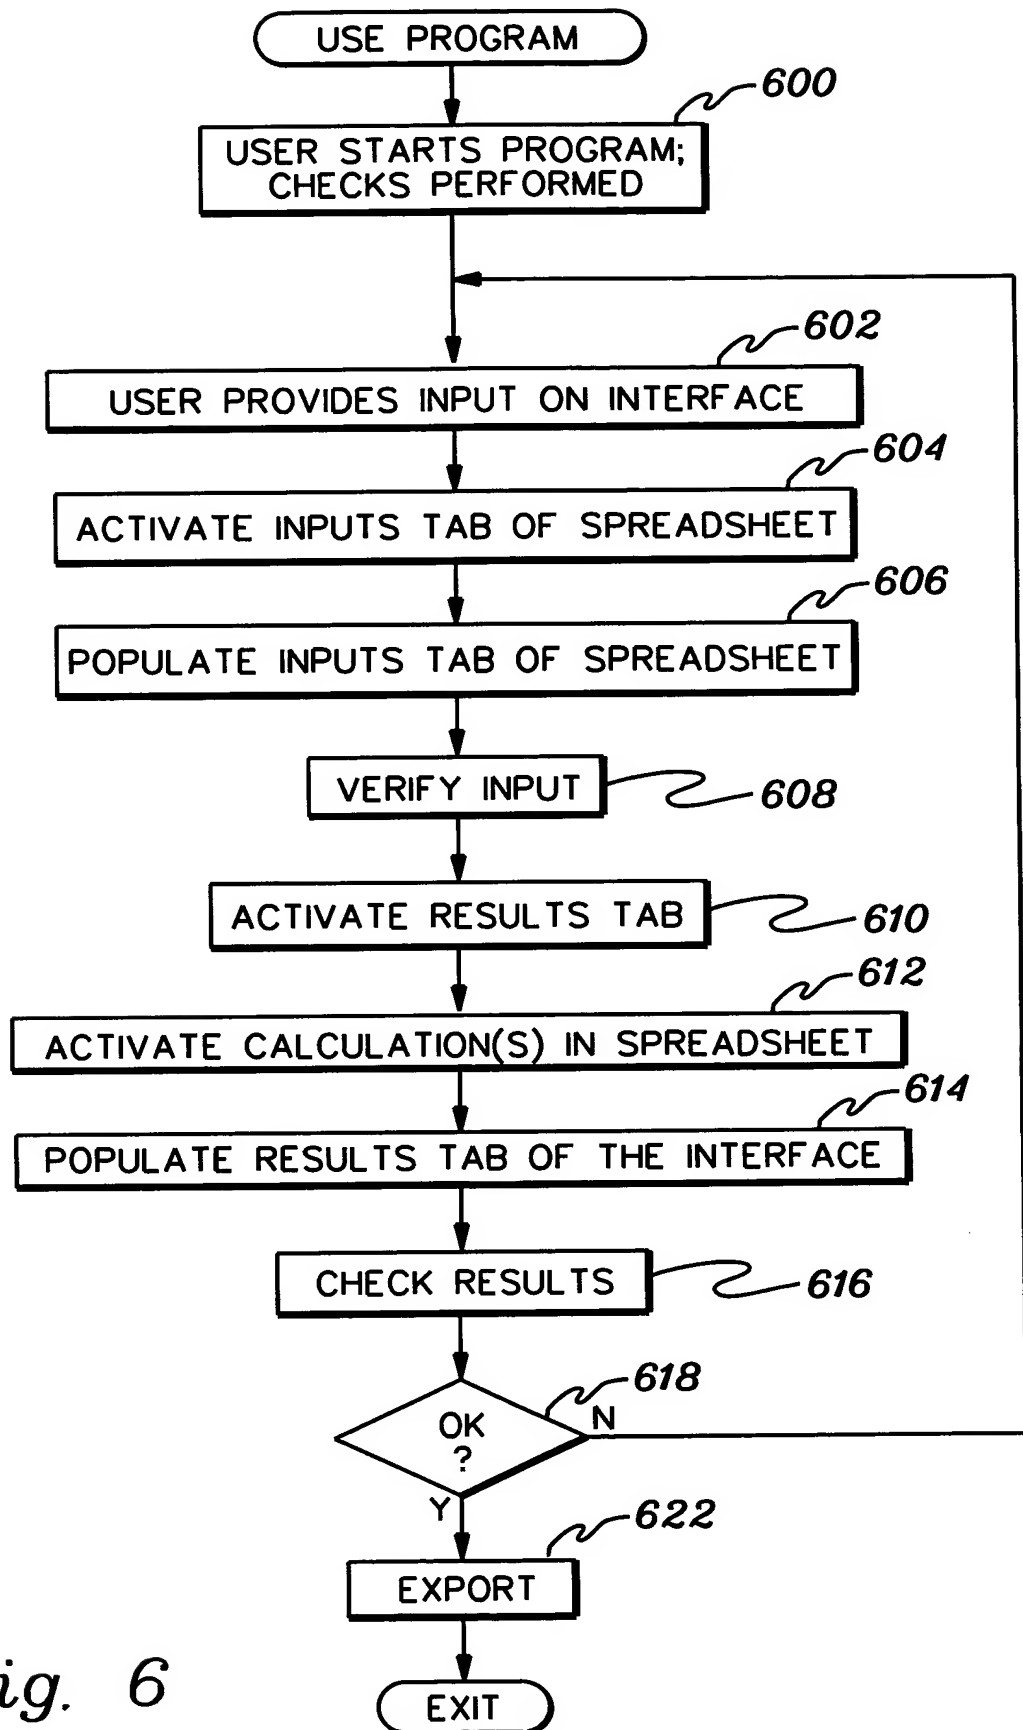 USE PROGRAM
600
USER STARTS PROGRAM;
CHECKS PERFORMED
602
USER PROVIDES INPUT ON INTERFACE
604
ACTIVATE INPUTS TAB OF SPREADSHEET
606
POPULATE INPUTS TAB OF SPREADSHEET
VERIFY INPUT
608
ACTIVATE RESULTS TAB
610
612
ACTIVATE CALCULATION(S) IN SPREADSHEET
614
POPULATE RESULTS TAB OF THE INTERFACE
CHECK RESULTS
616
618
OK
?
N
Y
622
EXPORT
ig. 6
EXIT